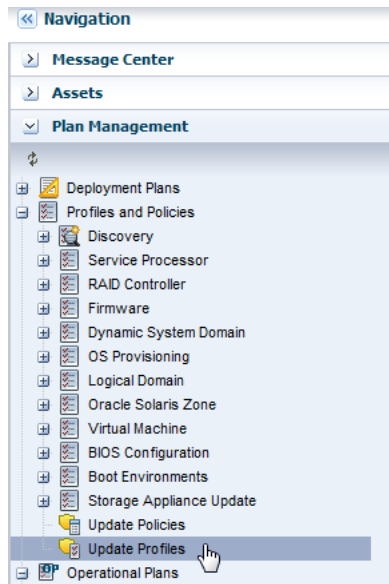 Navigation
Message Center
Assets
Plan Management
Deployment Plans
Profiles and Policies
Discovery
Service Processor
RAID Controller
Firmware
Dynamic System Domain
OS Provisioning
Logical Domain
Oracle Solaris Zone
Virtual Machine
BIOS Configuration
Boot Environments
Storage Appliance Update
Update Policies
Update Profiles
Operational Plans